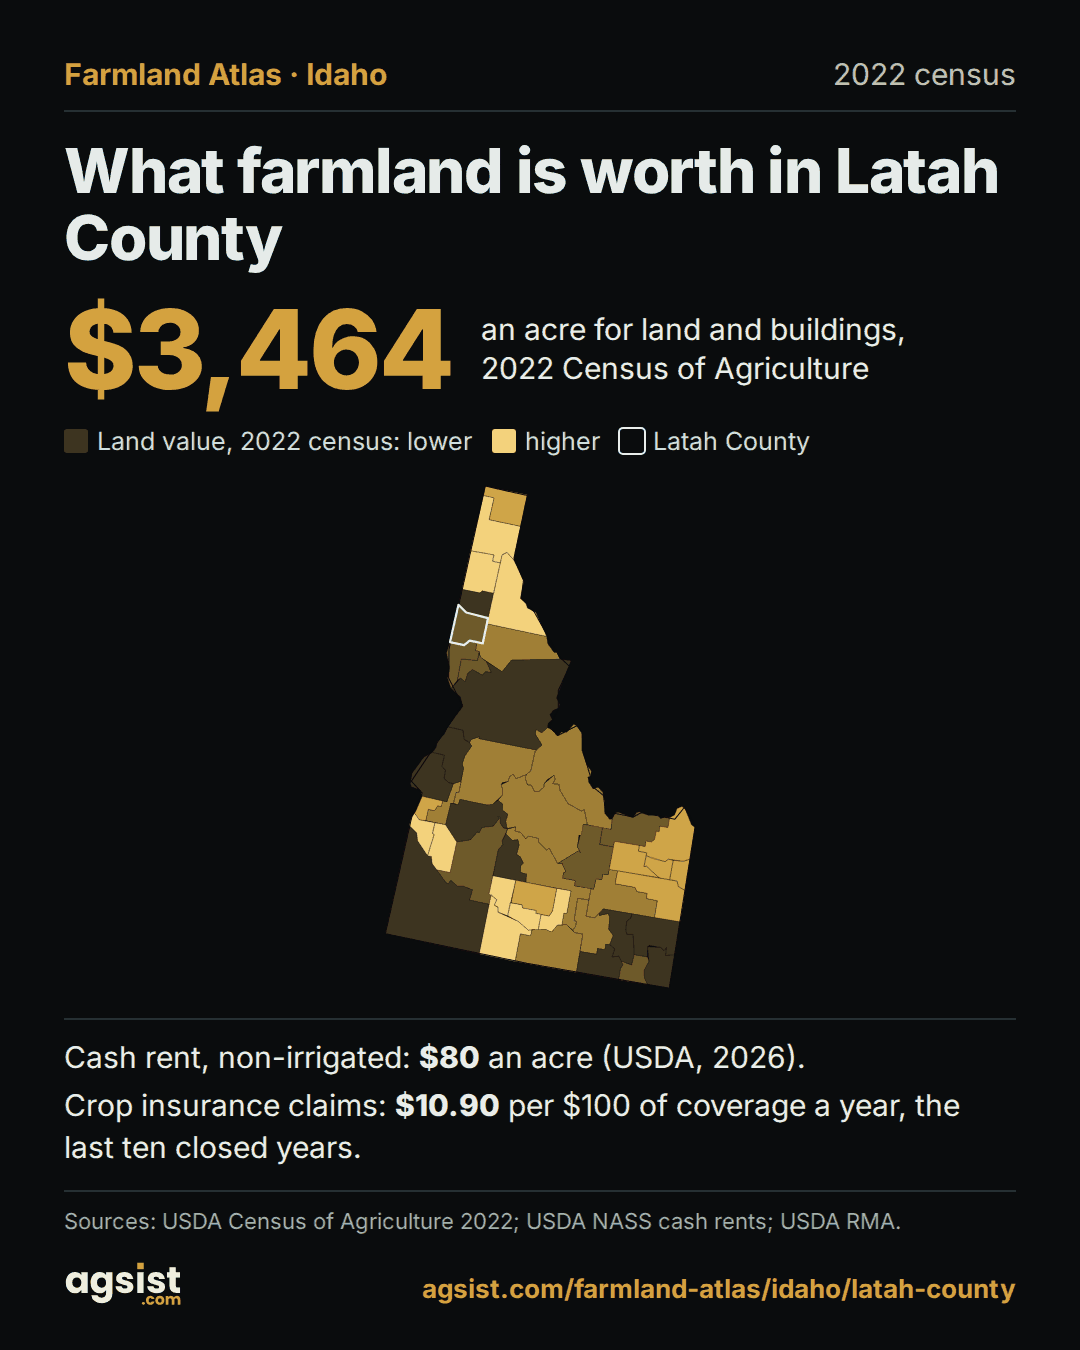 Farmland Atlas · Idaho
2022 census
What farmland is worth in Latah
County
$3,464
an acre for land and buildings,
2022 Census of Agriculture
Land value, 2022 census: lower
higher
Latah County
Cash rent, non-irrigated: $80 an acre (USDA, 2026).
Crop insurance claims: $10.90 per $100 of coverage a year, the
last ten closed years.
Sources: USDA Census of Agriculture 2022; USDA NASS cash rents; USDA RMA.
agsist
.com
agsist.com/farmland-atlas/idaho/latah-county